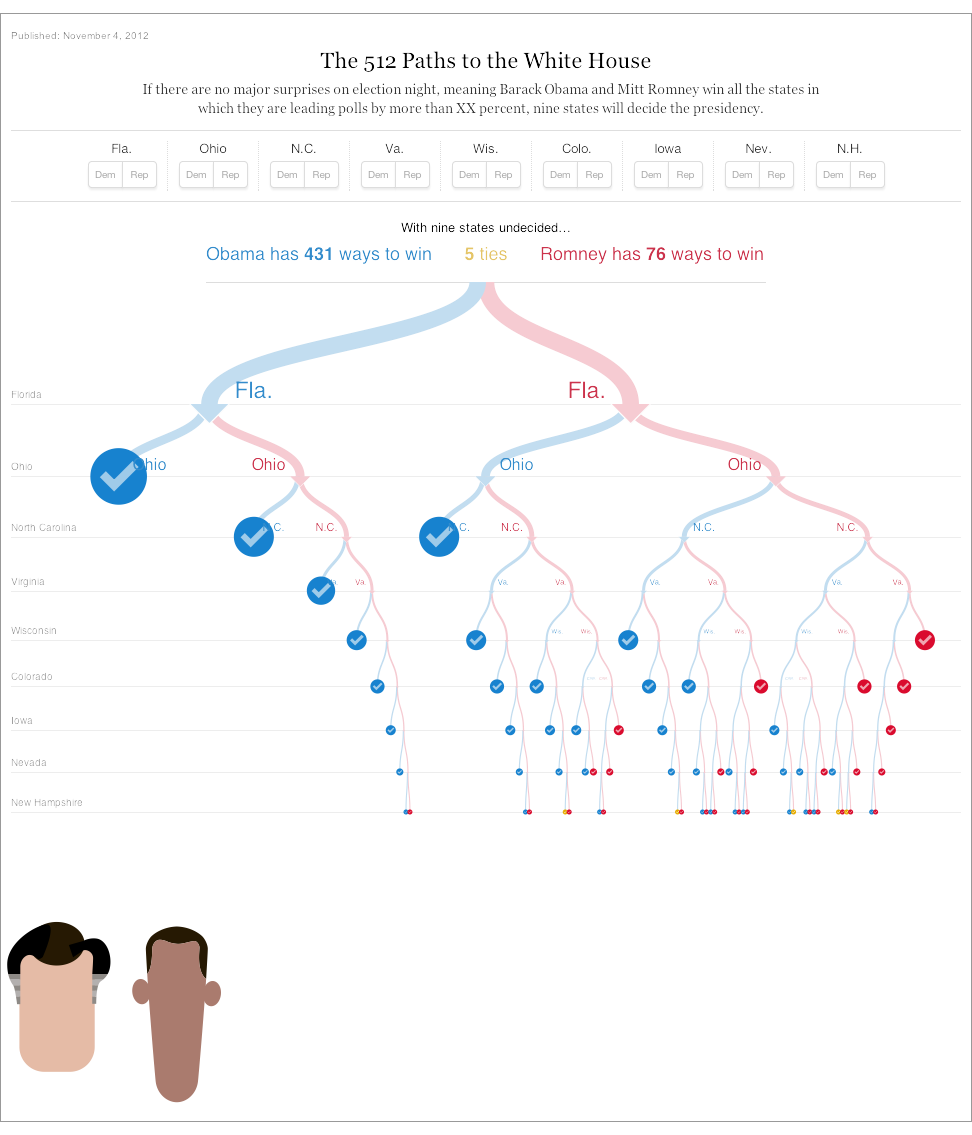 Published: November 4, 2012
The 512 Paths to the White House
If there are no major surprises on election night, meaning Barack Obama and Mitt Romney win all the states in
which they are leading polls by more than XX percent, nine states will decide the presidency.
Fla. Ohio N.C. Va. Wis. Colo. Iowa Nev. N.H.
Dem Rep Dem Rep Dem Rep Dem Rep Dem Rep Dem Rep Dem Rep Dem Rep Dem Rep
With nine states undecided...
Obama has 431 ways to win 5 ties Romney has 76 ways to win
Florida Fla. Fla.
Ohio Ohio Ohio Ohio Ohio
North Carolina N.C. N.C. N.C. N.C.
Virginia Va. Va. Va. Va. Va. Va. Va.
Wisconsin Wis. Wis. Wis. Wis. Wis. Wis.
Colorado
Iowa
Nevada
New Hampshire